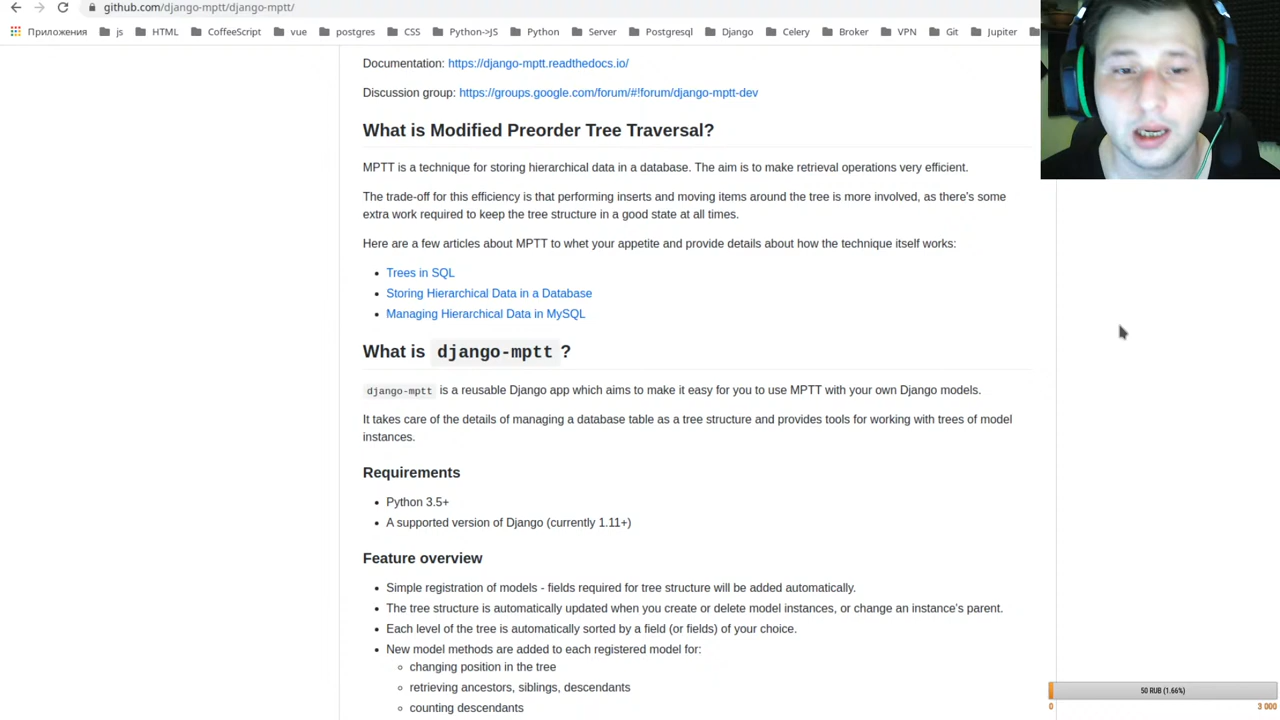 github.com/django-mptt/django-mptt/
Приложения js HTML CoffeeScript vue postgres CSS Python->JS Python Server Postgresql Django Celery Broker VPN Git Jupiter
Documentation: https://django-mptt.readthedocs.io/
Discussion group: https://groups.google.com/forum/#!forum/django-mptt-dev
What is Modified Preorder Tree Traversal?
MPTT is a technique for storing hierarchical data in a database. The aim is to make retrieval operations very efficient.
The trade-off for this efficiency is that performing inserts and moving items around the tree is more involved, as there's some
extra work required to keep the tree structure in a good state at all times.
Here are a few articles about MPTT to whet your appetite and provide details about how the technique itself works:
• Trees in SQL
• Storing Hierarchical Data in a Database
• Managing Hierarchical Data in MySQL
What is django-mptt ?
django-mptt is a reusable Django app which aims to make it easy for you to use MPTT with your own Django models.
It takes care of the details of managing a database table as a tree structure and provides tools for working with trees of model
instances.
Requirements
• Python 3.5+
• A supported version of Django (currently 1.11+)
Feature overview
• Simple registration of models - fields required for tree structure will be added automatically.
• The tree structure is automatically updated when you create or delete model instances, or change an instance's parent.
• Each level of the tree is automatically sorted by a field (or fields) of your choice.
• New model methods are added to each registered model for:
◦ changing position in the tree
◦ retrieving ancestors, siblings, descendants
◦ counting descendants
50 RUB (1.66%)
0 3 000